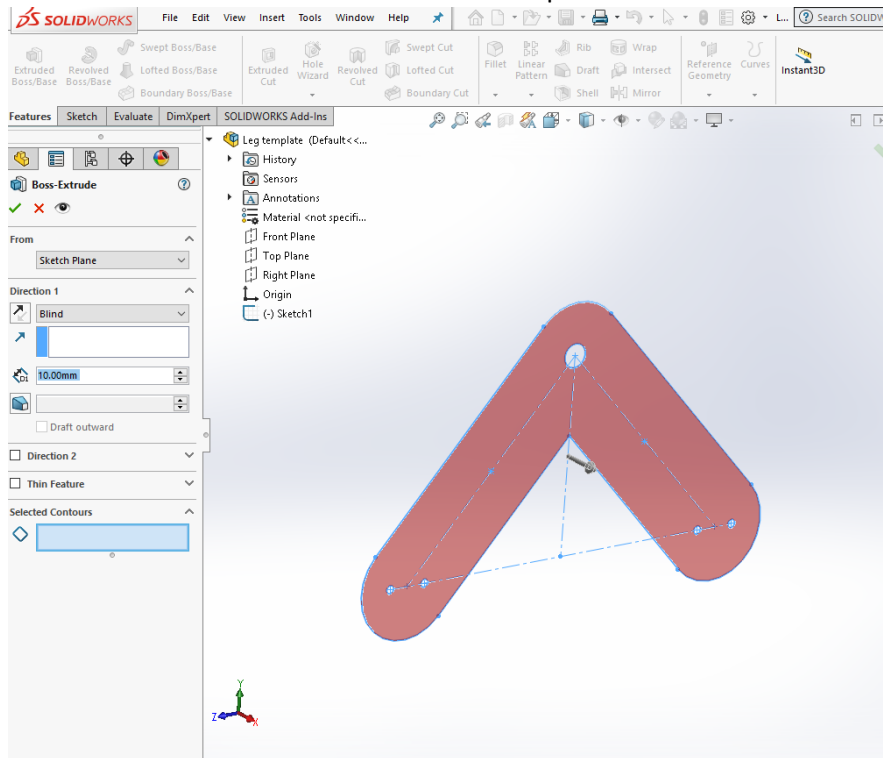 SOLIDWORKS File Edit View Insert Tools Window Help L... Search SOLIDW
Extruded Boss/Base Revolved Boss/Base Swept Boss/Base Lofted Boss/Base Boundary Boss/Base Extruded Cut Hole Wizard Revolved Cut Swept Cut Lofted Cut Boundary Cut Fillet Linear Pattern Rib Draft Shell Wrap Intersect Mirror Reference Geometry Curves Instant3D
Features Sketch Evaluate DimXpert SOLIDWORKS Add-Ins
Leg template (Default<<...
History
Sensors
Annotations
Material <not specifi...
Front Plane
Top Plane
Right Plane
Origin
(-) Sketch1
Boss-Extrude
From
Sketch Plane
Direction 1
Blind
D1 10.00mm
Draft outward
Direction 2
Thin Feature
Selected Contours
Y
Z
X